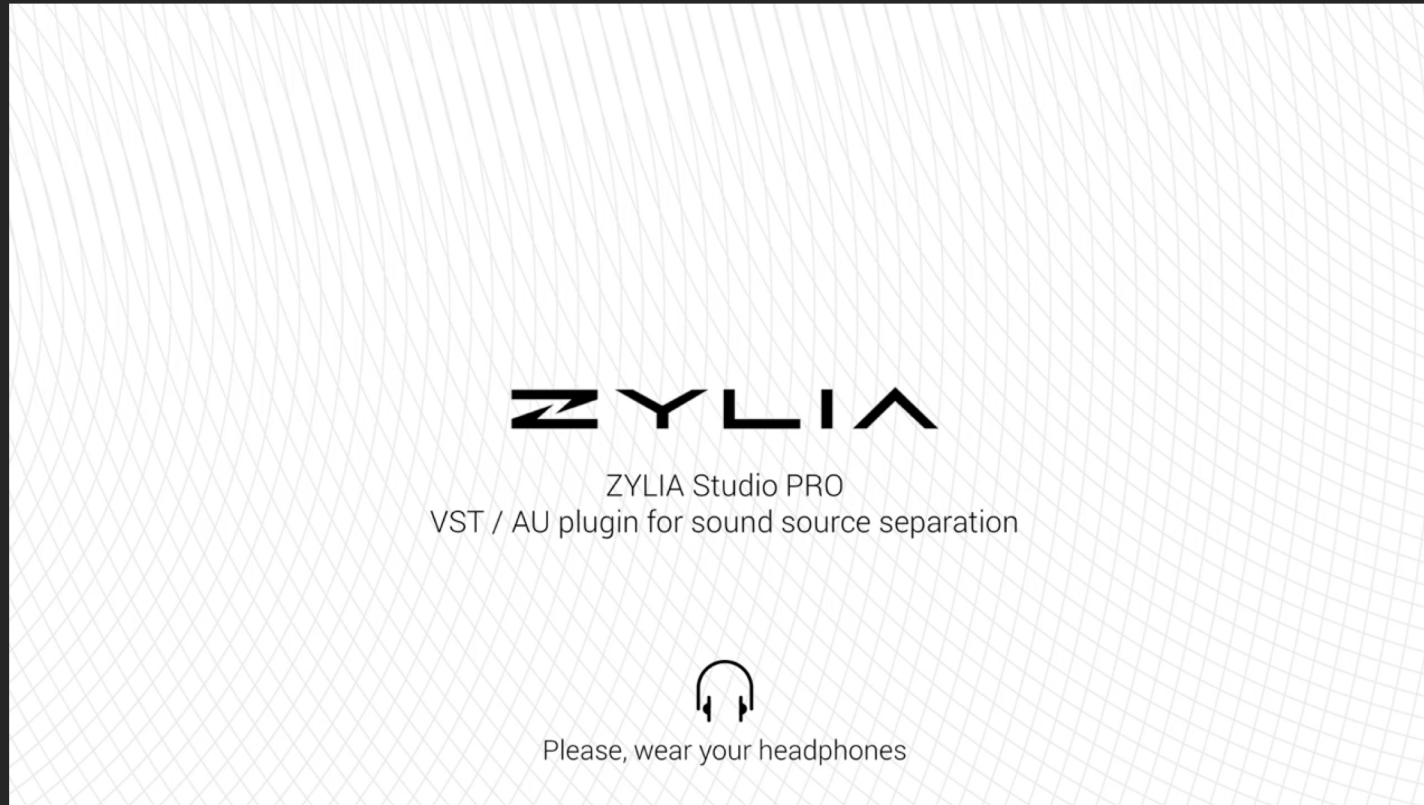 ZYLIA
ZYLIA Studio PRO
VST / AU plugin for sound source separation
Please, wear your headphones